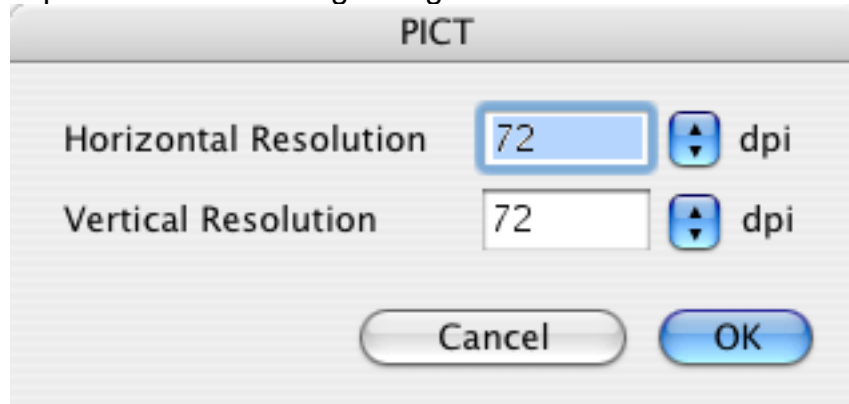 PICT
Horizontal Resolution 72 dpi
Vertical Resolution 72 dpi
Cancel OK